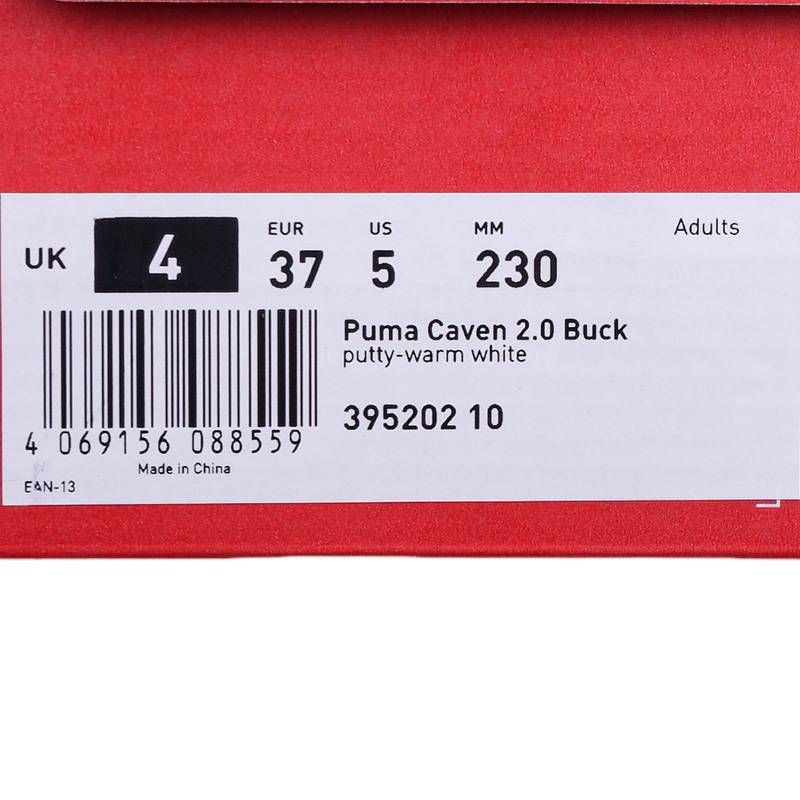 EUR US MM Adults
UK 4 37 5 230
Puma Caven 2.0 Buck
putty-warm white
395202 10
4 069156 088559
Made in China
EAN-13